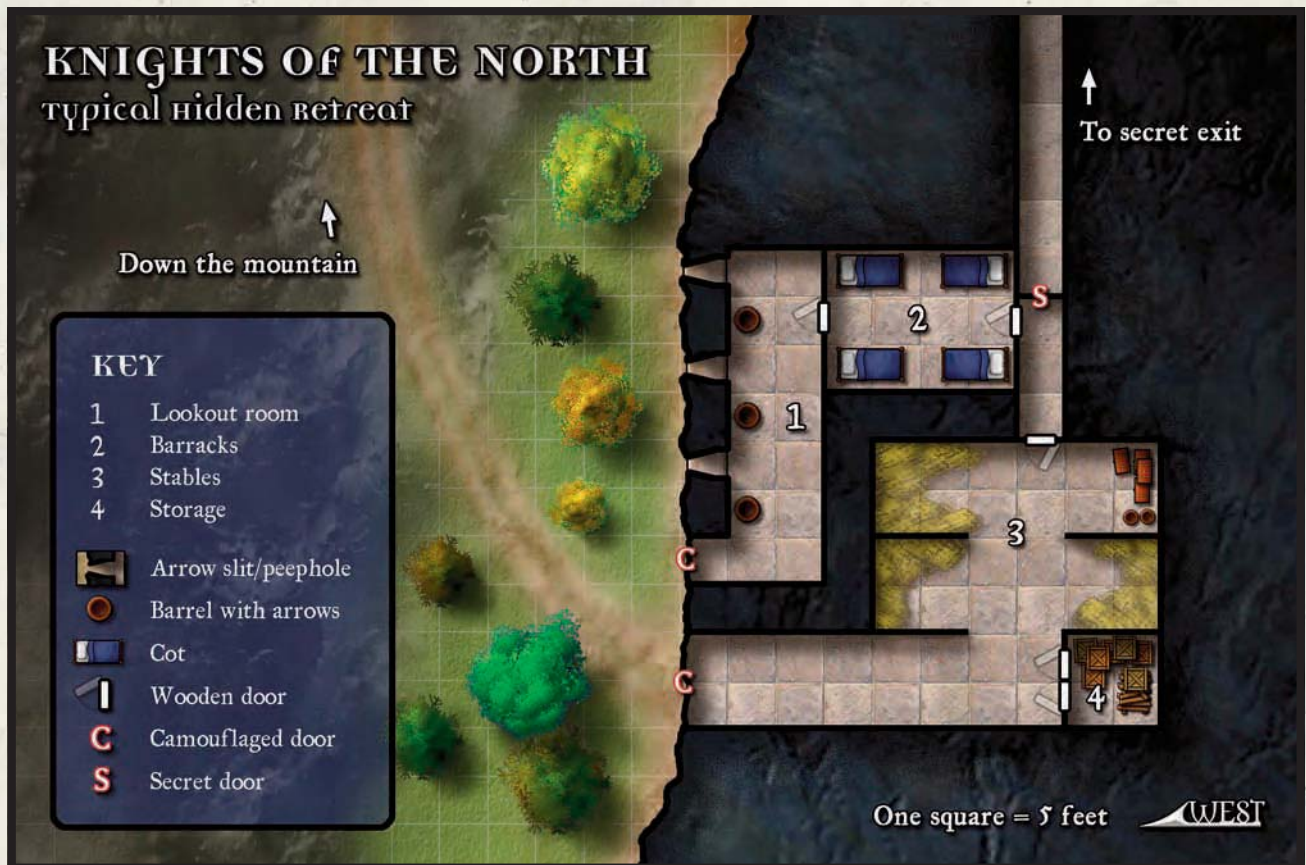 KNIGHTS OF THE NORTH
Typical Hidden Retreat
To secret exit
Down the mountain
S
2
1
3
C
C
4
KEY
1 Lookout room
2 Barracks
3 Stables
4 Storage
Arrow slit/peephole
Barrel with arrows
Cot
Wooden door
C Camouflaged door
S Secret door
One square = 5 feet
WEST